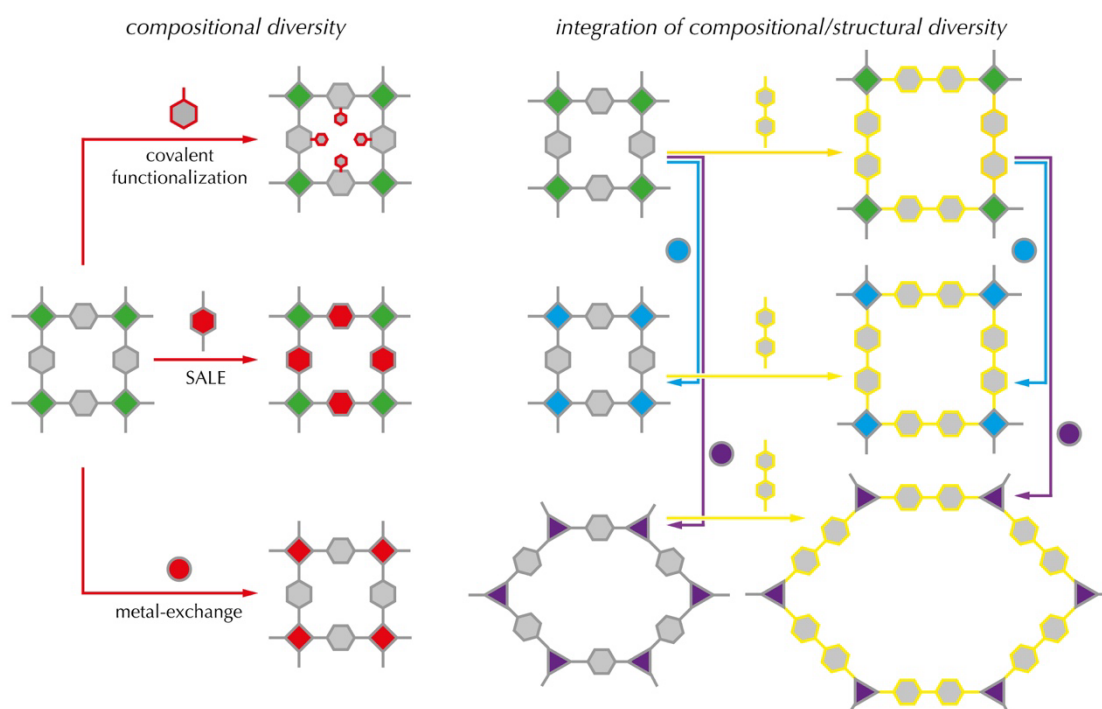 compositional diversity
integration of compositional/structural diversity
covalent
functionalization
SALE
metal-exchange